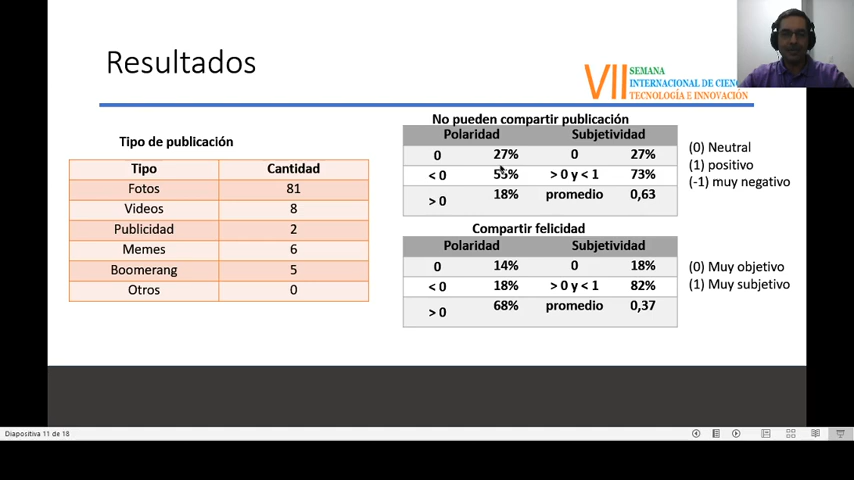 Resultados
VII SEMANA
INTERNACIONAL DE CIENC
TECNOLOGÍA E INNOVACIÓN
Tipo de publicación
Tipo Cantidad
Fotos 81
Videos 8
Publicidad 2
Memes 6
Boomerang 5
Otros 0
No pueden compartir publicación
Polaridad Subjetividad
0 27% 0 27%
< 0 55% > 0 y < 1 73%
> 0 18% promedio 0,63
(0) Neutral
(1) positivo
(-1) muy negativo
Compartir felicidad
Polaridad Subjetividad
0 14% 0 18%
< 0 18% > 0 y < 1 82%
> 0 68% promedio 0,37
(0) Muy objetivo
(1) Muy subjetivo
Diapositiva 11 de 18